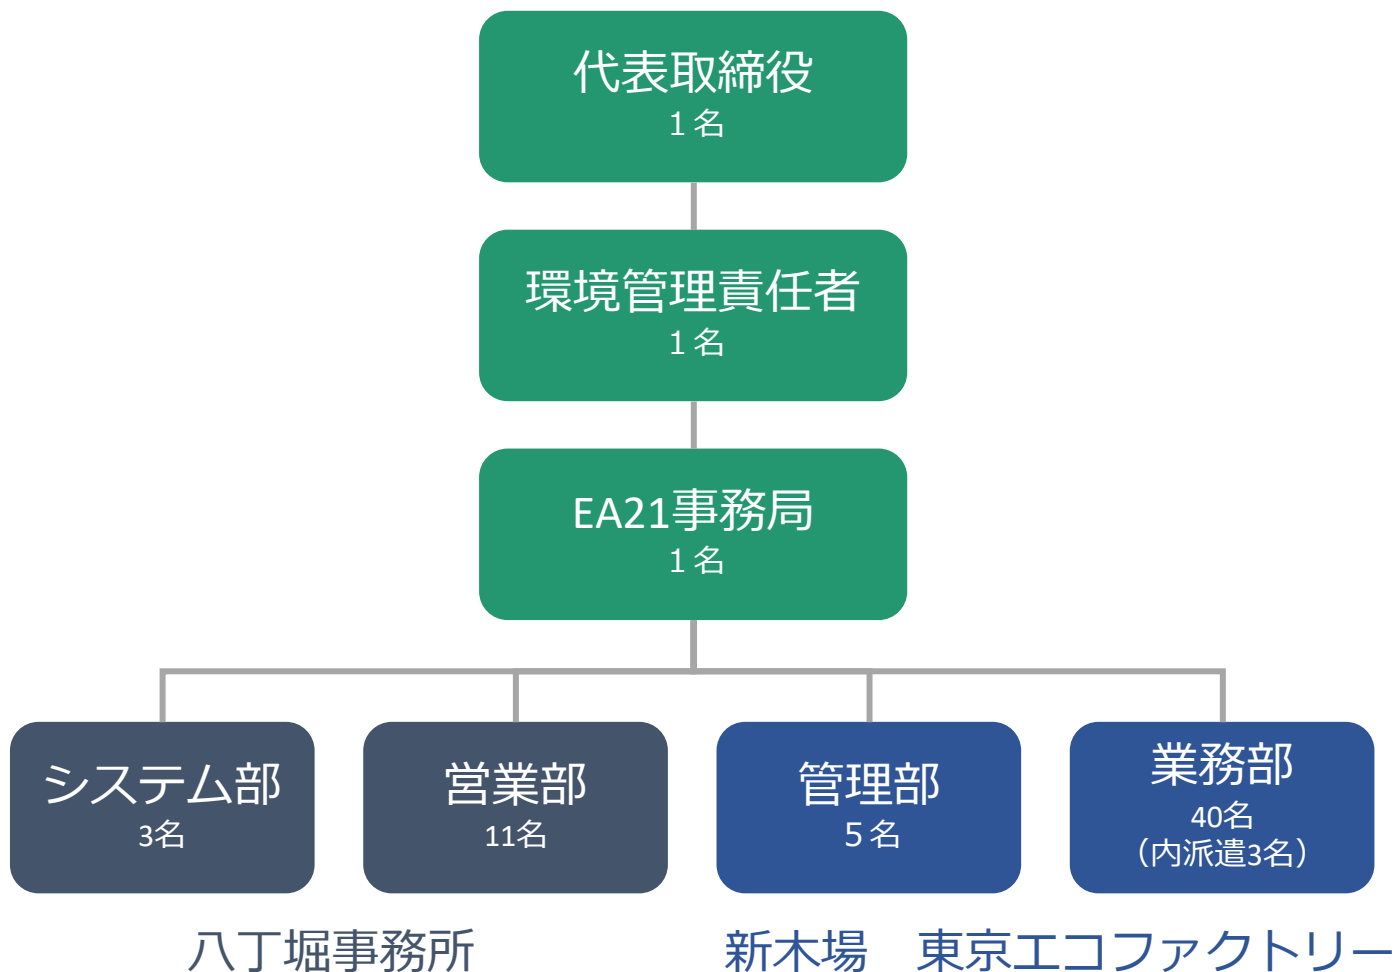 代表取締役
１名
環境管理責任者
１名
EA21事務局
１名
システム部
3名
営業部
11名
管理部
５名
業務部
40名
（内派遣3名）
八丁堀事務所
新木場　東京エコファクトリー